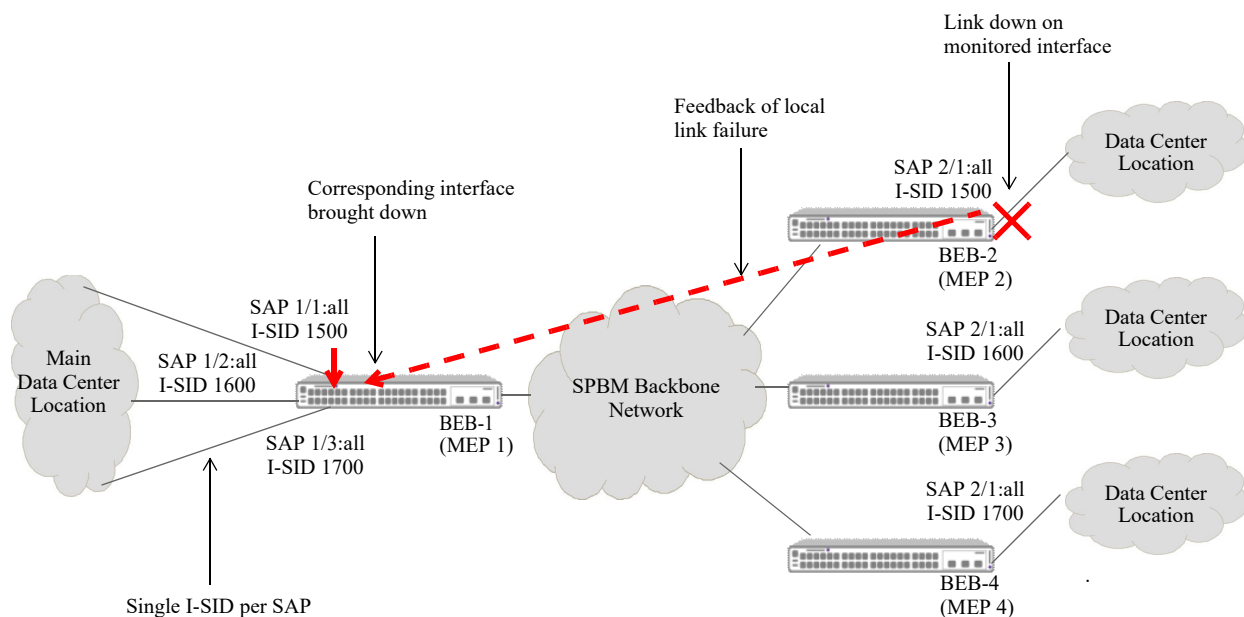 Link down on
monitored interface
Feedback of local
link failure
Data Center
Location
SAP 2/1:all
I-SID 1500
Corresponding interface
brought down
BEB-2
(MEP 2)
SAP 1/1:all
I-SID 1500
Main
Data Center
Location
SAP 1/2:all
I-SID 1600
SPBM Backbone
Network
SAP 2/1:all
I-SID 1600
Data Center
Location
BEB-1
(MEP 1)
BEB-3
(MEP 3)
SAP 1/3:all
I-SID 1700
SAP 2/1:all
I-SID 1700
Data Center
Location
BEB-4
(MEP 4)
Single I-SID per SAP